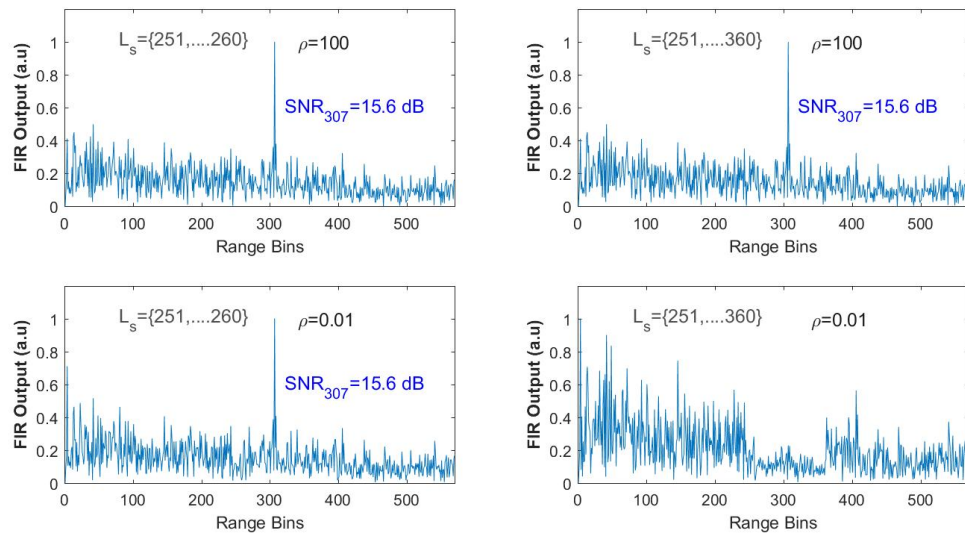 L_s={251,....260}
ρ=100
SNR_307=15.6 dB
FIR Output (a.u)
1
0.8
0.6
0.4
0.2
0
0 100 200 300 400 500
Range Bins
L_s={251,....360}
ρ=100
SNR_307=15.6 dB
FIR Output (a.u)
1
0.8
0.6
0.4
0.2
0
0 100 200 300 400 500
Range Bins
L_s={251,....260}
ρ=0.01
SNR_307=15.6 dB
FIR Output (a.u)
1
0.8
0.6
0.4
0.2
0
0 100 200 300 400 500
Range Bins
L_s={251,....360}
ρ=0.01
FIR Output (a.u)
1
0.8
0.6
0.4
0.2
0
0 100 200 300 400 500
Range Bins